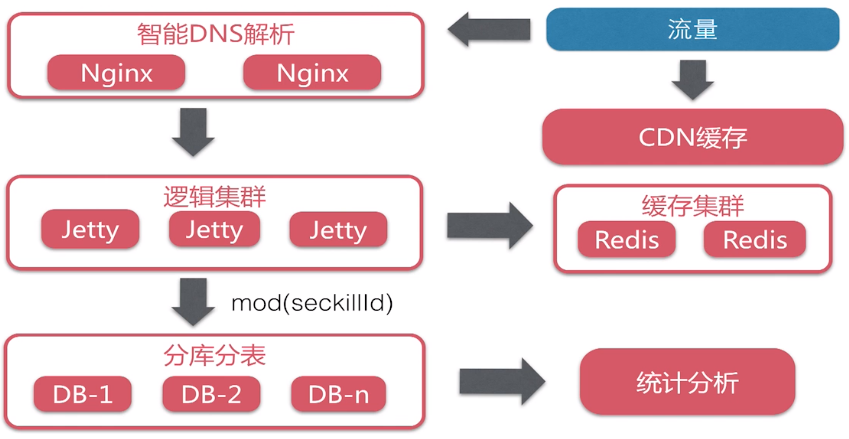 智能DNS解析
流量
Nginx
Nginx
CDN缓存
逻辑集群
缓存集群
Jetty
Jetty
Jetty
Redis
Redis
mod(seckillId)
分库分表
DB-1
DB-2
DB-n
统计分析